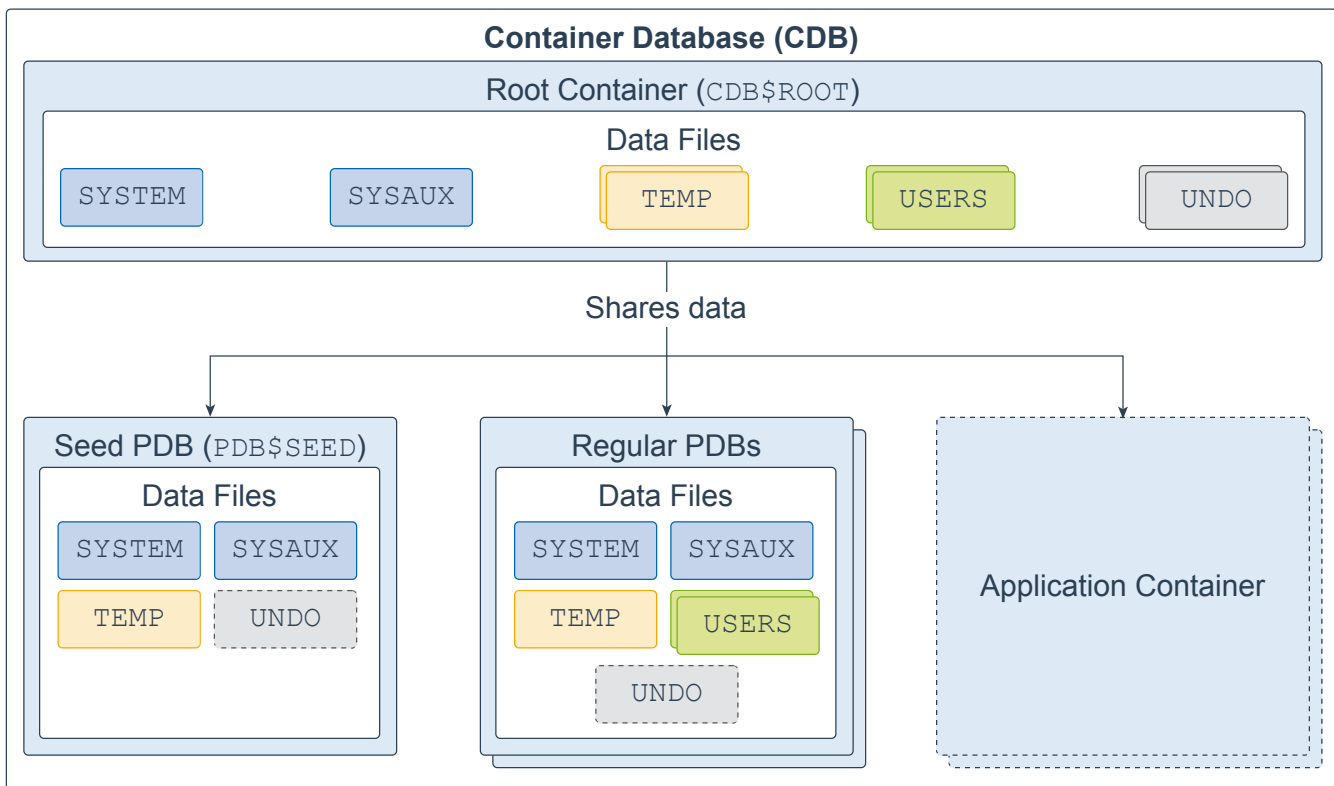 Container Database (CDB)
Root Container (CDB$ROOT)
Data Files
SYSTEM
SYSAUX
TEMP
USERS
UNDO
Shares data
Seed PDB (PDB$SEED)
Data Files
SYSTEM
SYSAUX
TEMP
UNDO
Regular PDBs
Data Files
SYSTEM
SYSAUX
TEMP
USERS
UNDO
Application Container